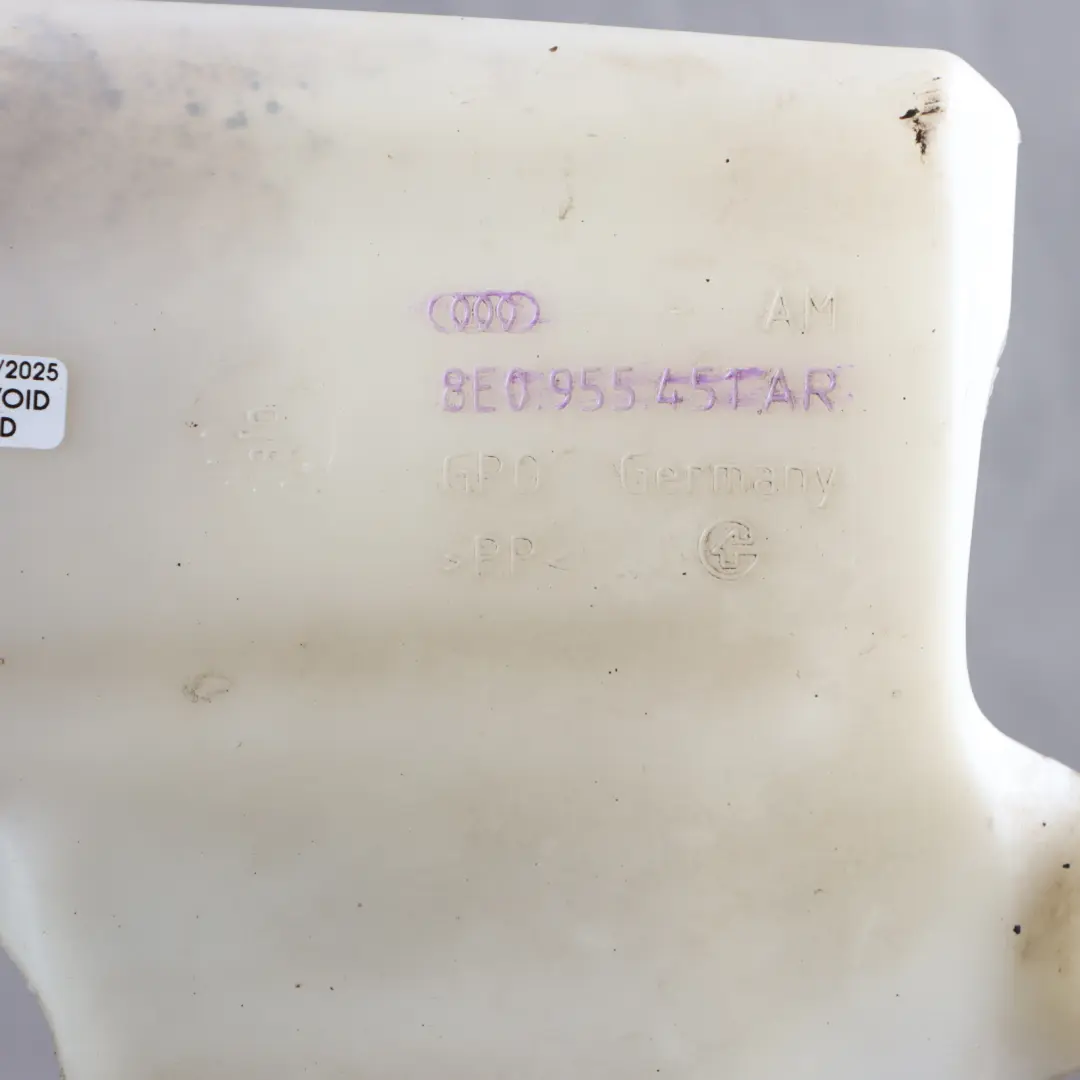 AM
8E0.955.451 AR
GPO Germany
>PP<
/2025
VOID
D